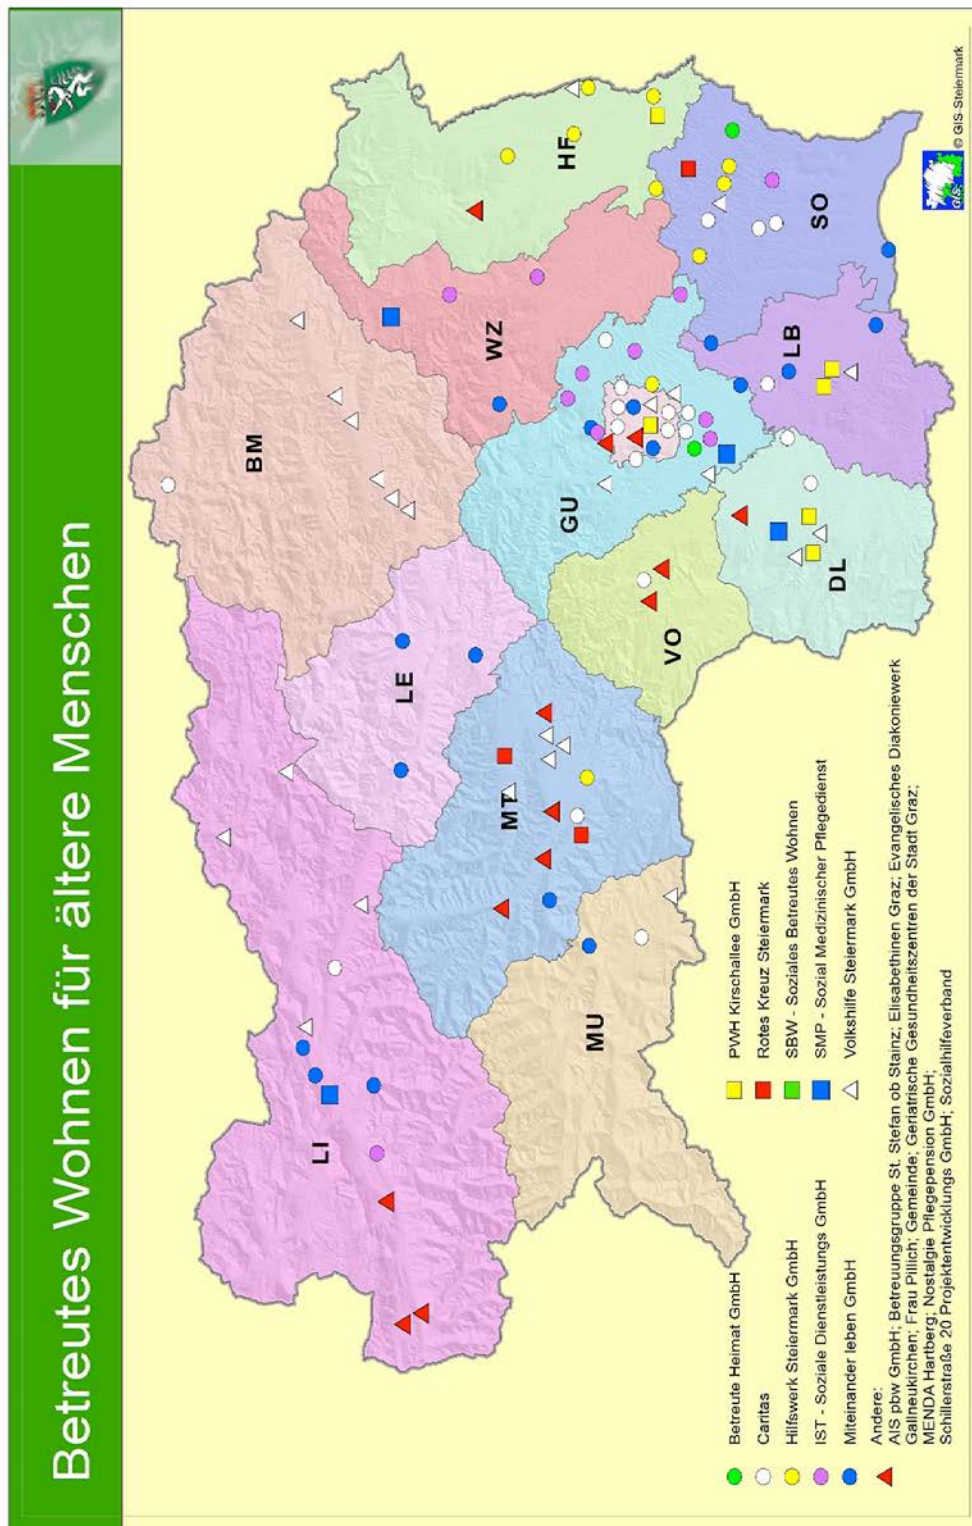 Betreutes Wohnen für ältere Menschen
HF
BM
WZ
SO
LB
GU
LE
DL
VO
MT
LI
MU
GIS
© GIS-Steiermark
Betreute Heimat GmbH
Caritas
Hilfswerk Steiermark GmbH
IST - Soziale Dienstleistungs GmbH
Miteinander leben GmbH
PWH Kirschallee GmbH
Rotes Kreuz Steiermark
SBW - Soziales Betreutes Wohnen
SMP - Sozial Medizinischer Pflegedienst
Volkshilfe Steiermark GmbH
Andere:
AIS pbw GmbH; Betreuungsgruppe St. Stefan ob Stainz; Elisabethinen Graz; Evangelisches Diakoniewerk
Gallneukirchen; Frau Pillich; Gemeinde; Geriatrische Gesundheitszentren der Stadt Graz;
MENDA Hartberg; Nostalgie Pflegepension GmbH;
Schillerstraße 20 Projektentwicklungs GmbH; Sozialhilfeverband